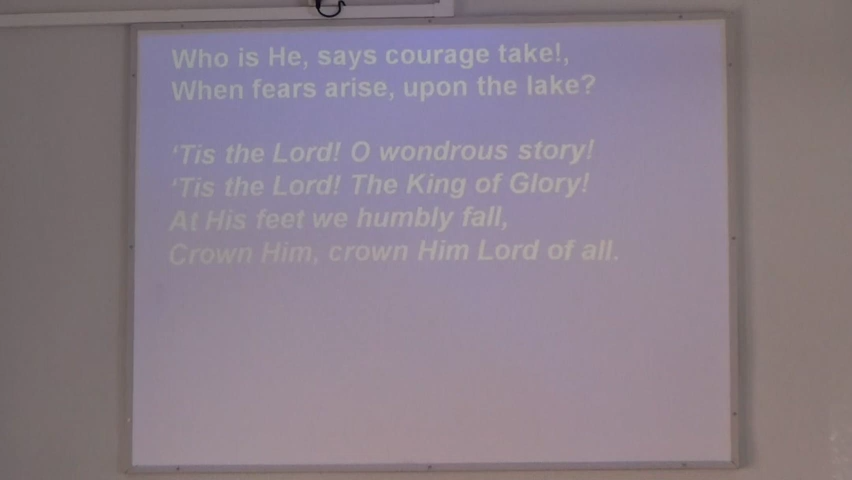 Who is He, says courage take!,
When fears arise, upon the lake?
‘Tis the Lord! O wondrous story!
‘Tis the Lord! The King of Glory!
At His feet we humbly fall,
Crown Him, crown Him Lord of all.